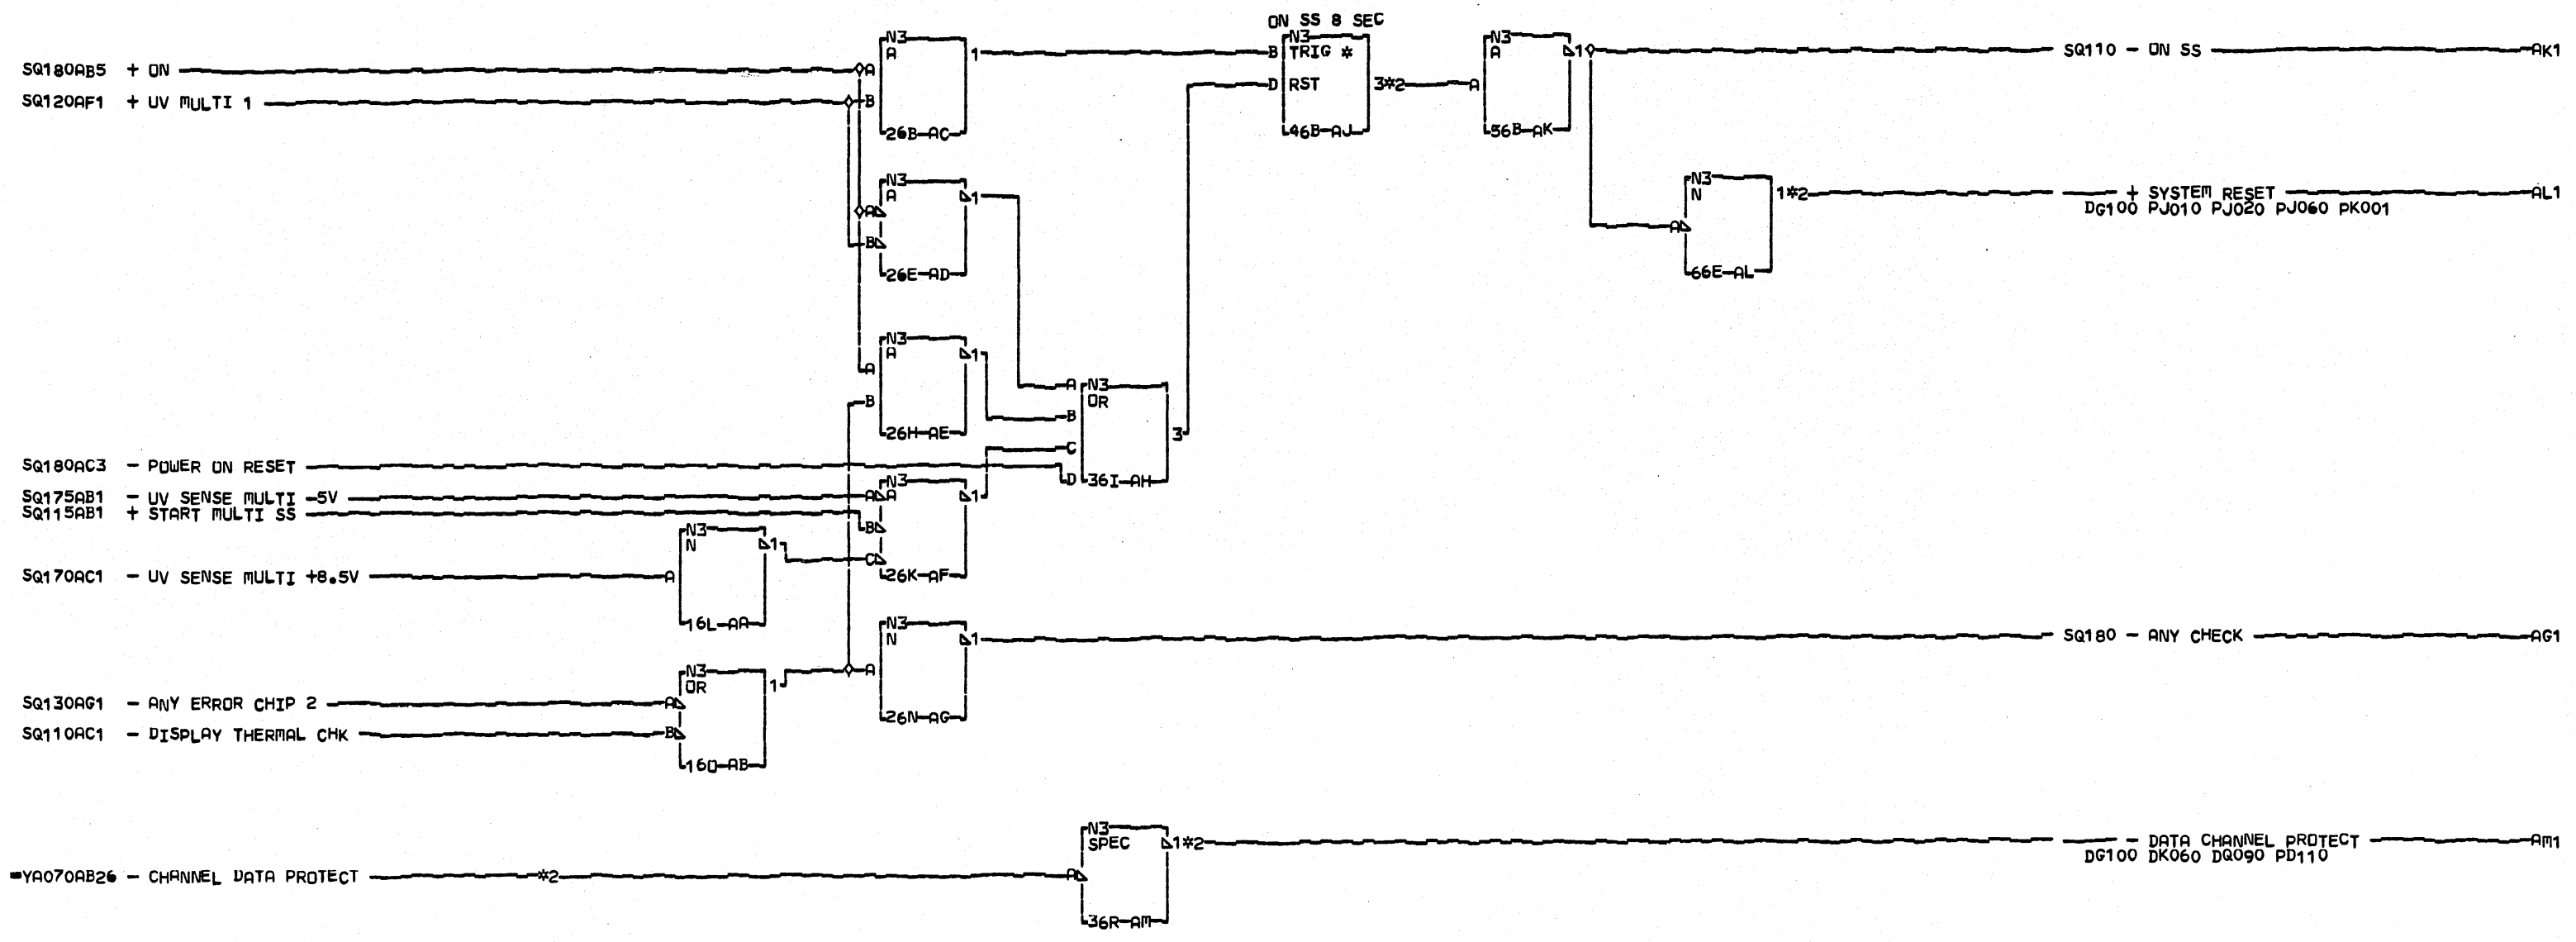 ON SS 8 SEC
SQ180AB5 + ON
SQ120AF1 + UV MULTI 1
A
B
N3
A
1
26B-AC
B
D
N3
TRIG *
RST
3*2
46B-AJ
A
N3
A
1
56B-AK
SQ110 - ON SS
AK1
A
B
N3
A
1
26E-AD
A
N3
N
1*2
66E-AL
+ SYSTEM RESET
AL1
DG100 PJ010 PJ020 PJ060 PK001
A
B
N3
A
1
26H-AE
A
B
C
D
N3
OR
3
36I-AH
SQ180AC3 - POWER ON RESET
SQ175AB1 - UV SENSE MULTI -5V
SQ115AB1 + START MULTI SS
A
B
C
N3
A
1
26K-AF
SQ170AC1 - UV SENSE MULTI +8.5V
A
N3
N
1
16L-AA
A
N3
N
1
26N-AG
SQ180 - ANY CHECK
AG1
SQ130AG1 - ANY ERROR CHIP 2
SQ110AC1 - DISPLAY THERMAL CHK
A
B
N3
OR
1
16O-AB
YA070AB26 - CHANNEL DATA PROTECT
*2
A
N3
SPEC
1*2
36R-AM
- DATA CHANNEL PROTECT
AM1
DG100 DK060 DQ090 PD110